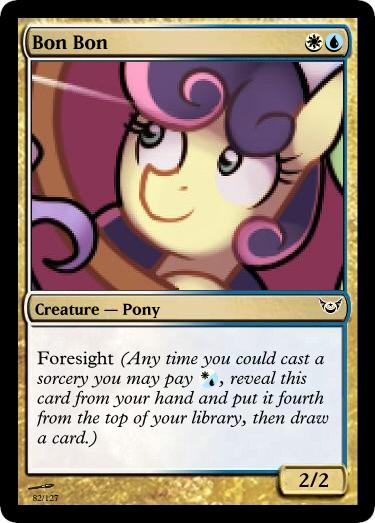 Bon Bon
Creature — Pony
Foresight (Any time you could cast a
sorcery you may pay , reveal this
card from your hand and put it fourth
from the top of your library, then draw
a card.)
2/2
82/127